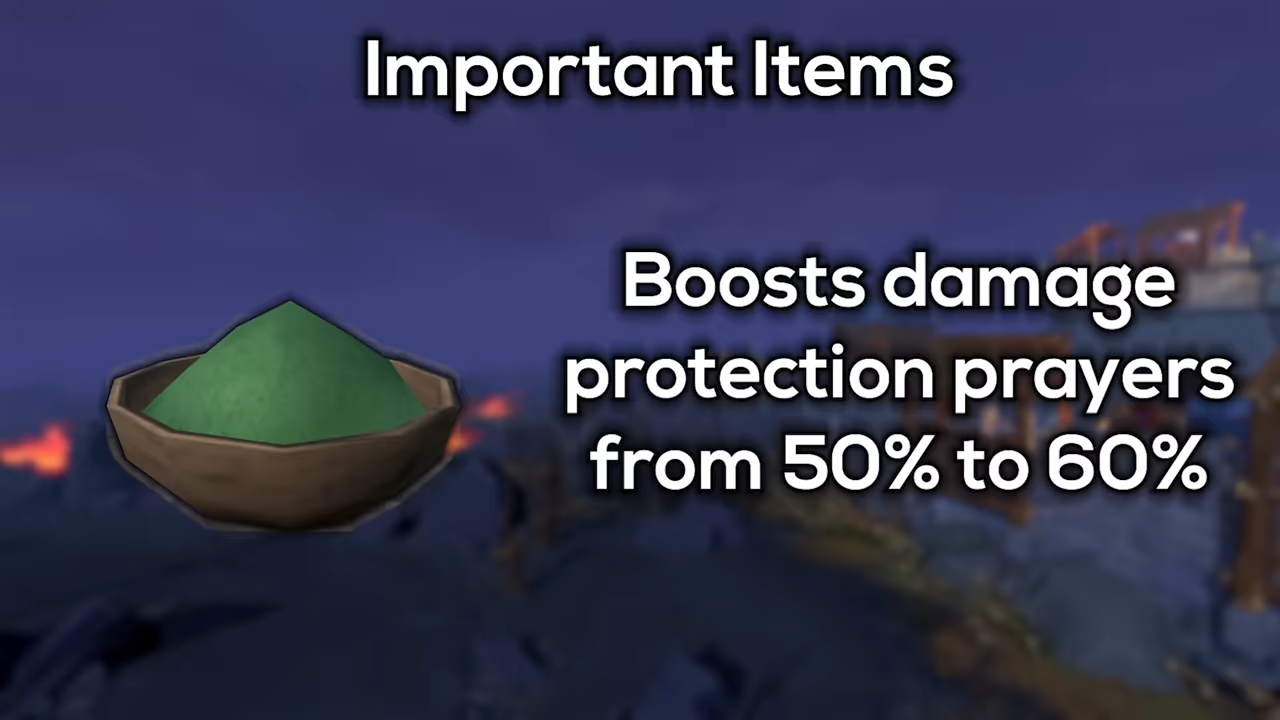 Important Items
Boosts damage
protection prayers
from 50% to 60%